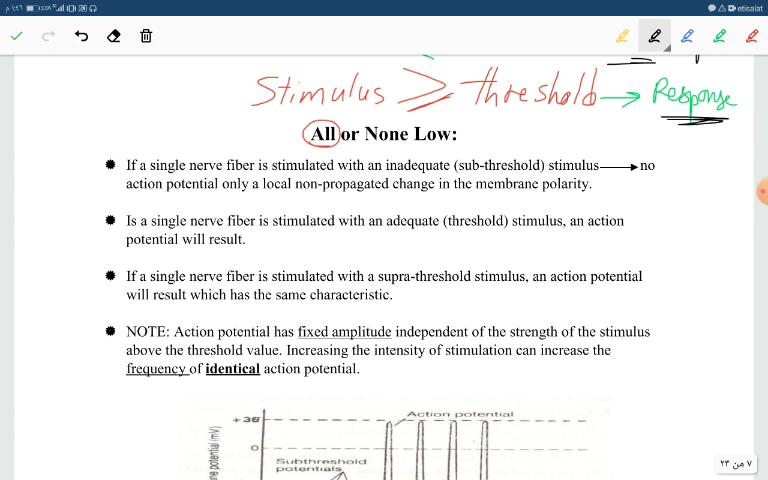 etisalat
Stimulus ≥ threshold → Response
All or None Low:
If a single nerve fiber is stimulated with an inadequate (sub-threshold) stimulus → no
action potential only a local non-propagated change in the membrane polarity.
Is a single nerve fiber is stimulated with an adequate (threshold) stimulus, an action
potential will result.
If a single nerve fiber is stimulated with a supra-threshold stimulus, an action potential
will result which has the same characteristic.
NOTE: Action potential has fixed amplitude independent of the strength of the stimulus
above the threshold value. Increasing the intensity of stimulation can increase the
frequency of identical action potential.
Action potential
0
Subthreshold
potentials
potential (mV)
٧ من ٢٣